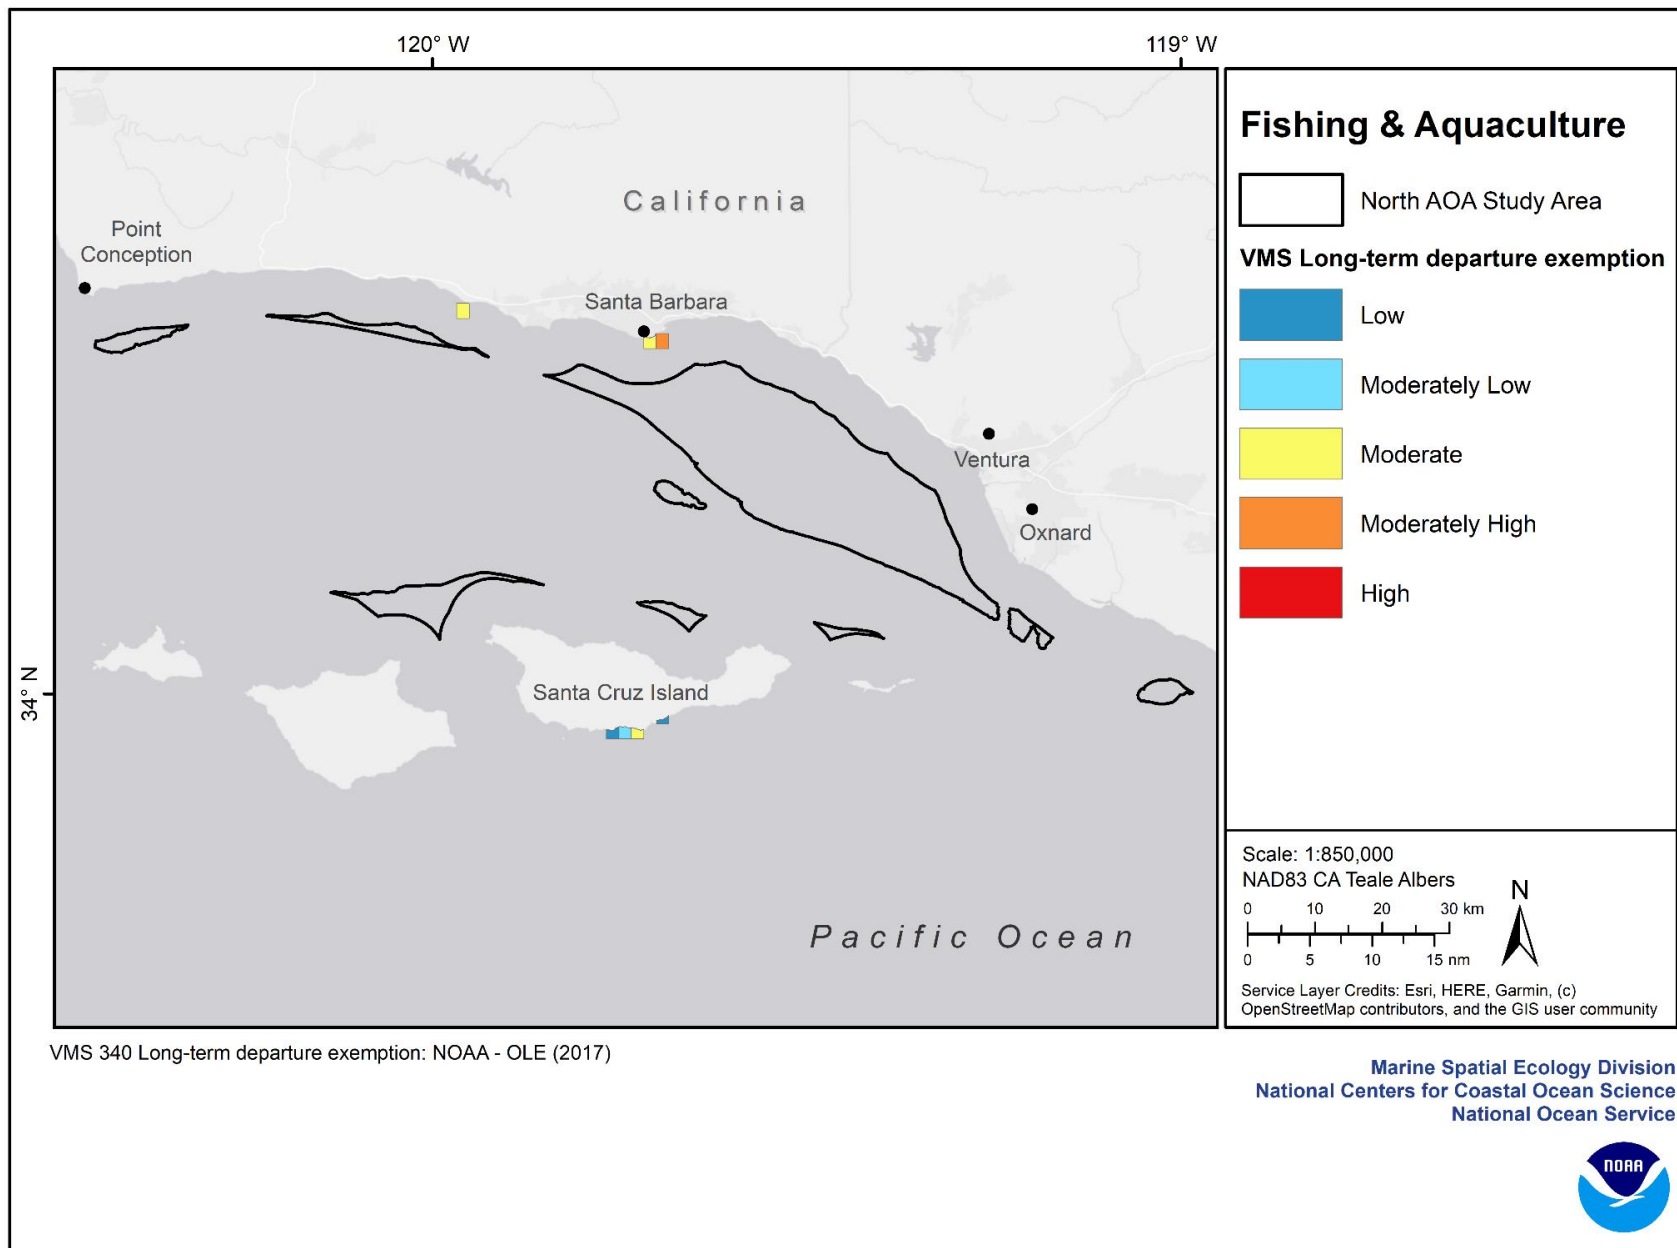 120° W
119° W
34° N
Point
Conception
California
Santa Barbara
Ventura
Oxnard
Santa Cruz Island
Pacific Ocean
Fishing & Aquaculture
North AOA Study Area
VMS Long-term departure exemption
Low
Moderately Low
Moderate
Moderately High
High
Scale: 1:850,000
NAD83 CA Teale Albers
0 10 20 30 km
0 5 10 15 nm
N
Service Layer Credits: Esri, HERE, Garmin, (c)
OpenStreetMap contributors, and the GIS user community
VMS 340 Long-term departure exemption: NOAA - OLE (2017)
Marine Spatial Ecology Division
National Centers for Coastal Ocean Science
National Ocean Service
NOAA